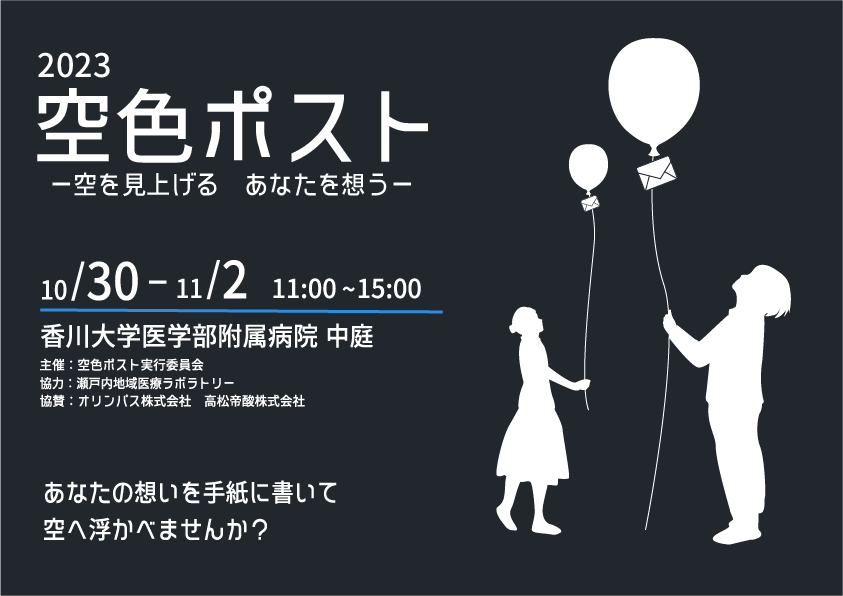 2023
空色ポスト
ー空を見上げる　あなたを想うー
10/30－11/2　11:00~15:00
香川大学医学部附属病院 中庭
主催：空色ポスト実行委員会
協力：瀬戸内地域医療ラボラトリー
協賛：オリンパス株式会社　高松帝酸株式会社
あなたの想いを手紙に書いて
空へ浮かべませんか？